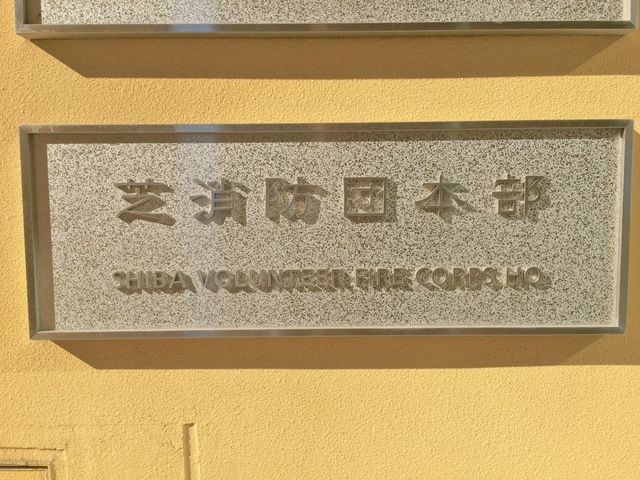 芝消防団本部
SHIBA VOLUNTEER FIRE CORPS HQ.